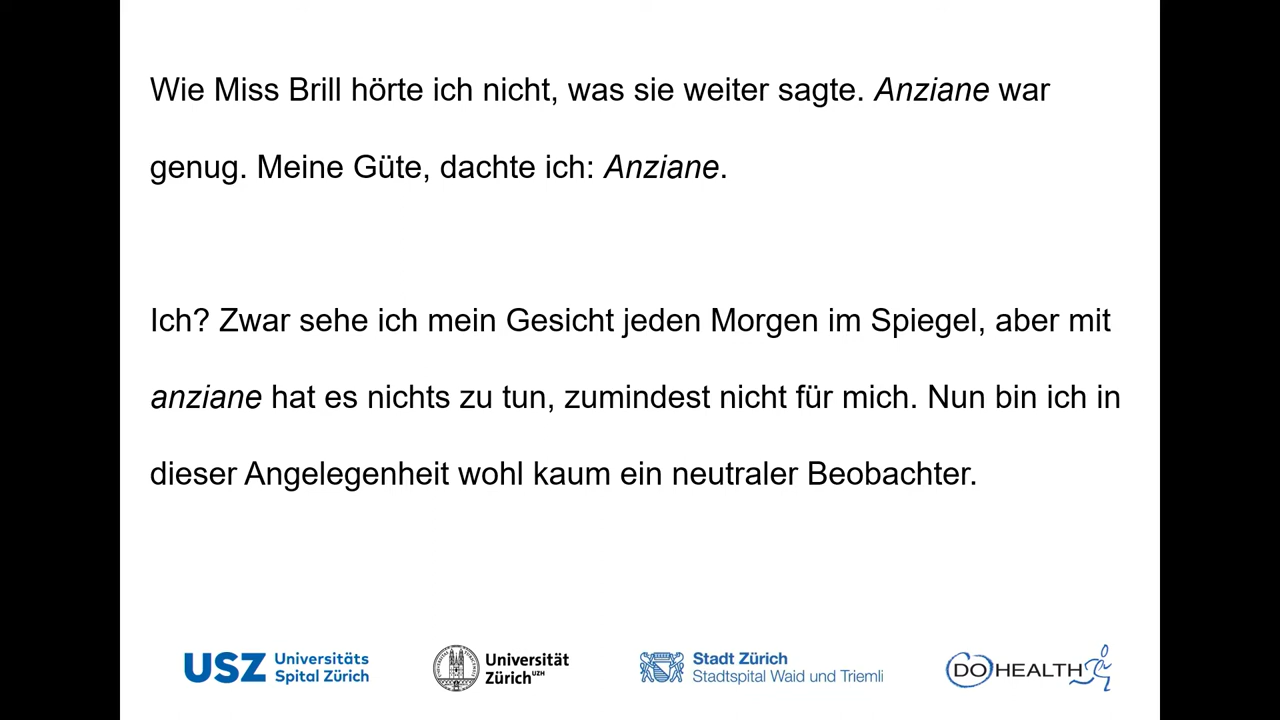 Wie Miss Brill hörte ich nicht, was sie weiter sagte. Anziane war
genug. Meine Güte, dachte ich: Anziane.
Ich? Zwar sehe ich mein Gesicht jeden Morgen im Spiegel, aber mit
anziane hat es nichts zu tun, zumindest nicht für mich. Nun bin ich in
dieser Angelegenheit wohl kaum ein neutraler Beobachter.
USZ Universitäts
Spital Zürich
Universität
Zürich UZH
Stadt Zürich
Stadtspital Waid und Triemli
DO HEALTH